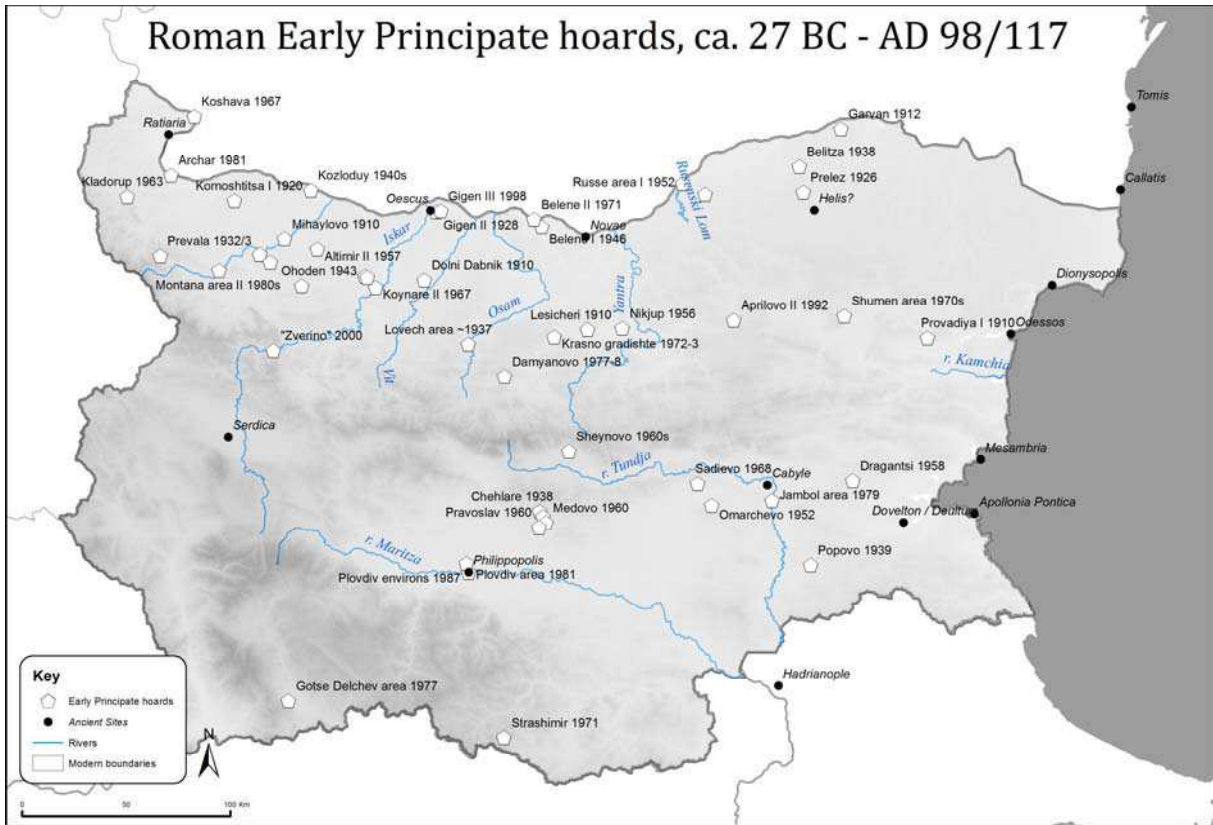 Roman Early Principate hoards, ca. 27 BC - AD 98/117
Koshava 1967
Tomis
Ratiaria
Garvan 1912
Archar 1981
Belitza 1938
Kladorup 1963
Komoshtitsa I 1920
Kozloduy 1940s
Russe area I 1952
Prelez 1926
Callatis
Rusenski Lom
Oescus
Gigen III 1998
Helis?
Gigen II 1928
Belene II 1971
Novae
Belene I 1946
Mihaylovo 1910
Iskar
Prevala 1932/3
Altimir II 1957
Ohoden 1943
Dolni Dabnik 1910
Montana area II 1980s
Koynare II 1967
Dionysopolis
Osam
Yantra
Lesicheri 1910
Nikjup 1956
Aprilovo II 1992
Shumen area 1970s
Provadiya I 1910
Odessos
"Zverino" 2000
Lovech area ~1937
Krasno gradishte 1972-3
Damyanovo 1977-8
Vit
r. Kamchia
Serdica
Sheynovo 1960s
r. Tundja
Mesambria
Sadievo 1968
Cabyle
Dragantsi 1958
Chehlare 1938
Pravoslav 1960
Medovo 1960
Jambol area 1979
Omarchevo 1952
Apollonia Pontica
Dovelton / Deultum
r. Maritza
Philippopolis
Popovo 1939
Plovdiv environs 1987
Plovdiv area 1981
Hadrianople
Gotse Delchev area 1977
Strashimir 1971
Key
Early Principate hoards
Ancient Sites
Rivers
Modern boundaries
N
0 50 100 Km